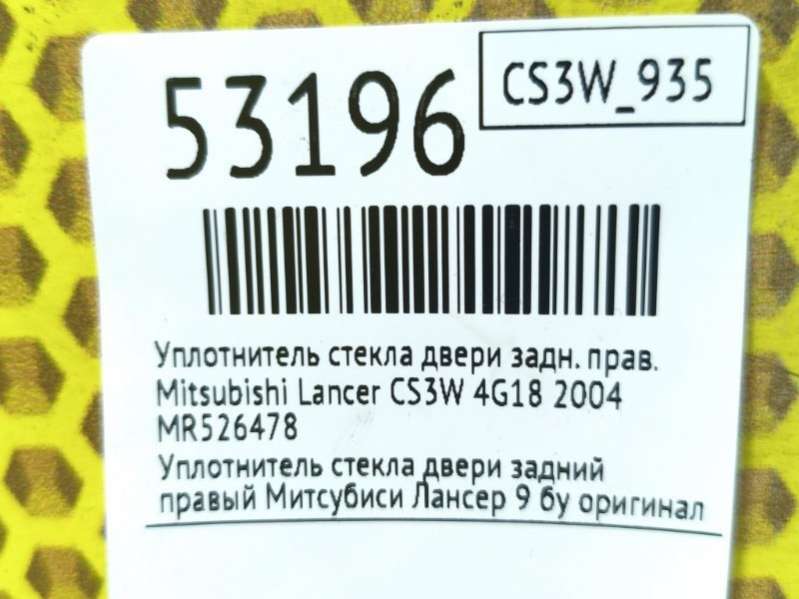 53196
CS3W_935
Уплотнитель стекла двери задн. прав.
Mitsubishi Lancer CS3W 4G18 2004
MR526478
Уплотнитель стекла двери задний
правый Митсубиси Лансер 9 бу оригинал